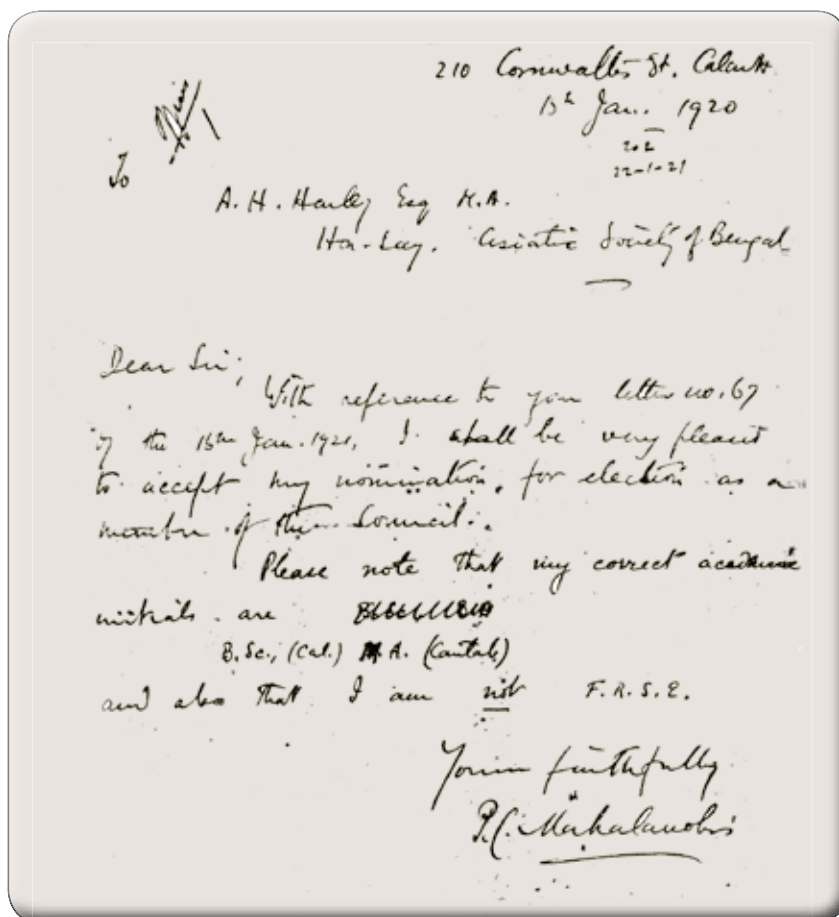 210 Cornwallis St. Calcutta
Jan. 1920
202
22-1-21
To
A. H. Harley Esq M.A.
Hon. Secy. Asiatic Society of Bengal
Dear Sir,
With reference to your letter no. 67
of the 15th Jan. 1921, I shall be very pleased
to accept my nomination, for election as a
member of the Council.
Please note that my correct academic
initials are
B.Sc., (Cal.) M.A. (Cantab)
and also that I am not F.R.S.E.
Yours faithfully
P.C. Mahalanobis